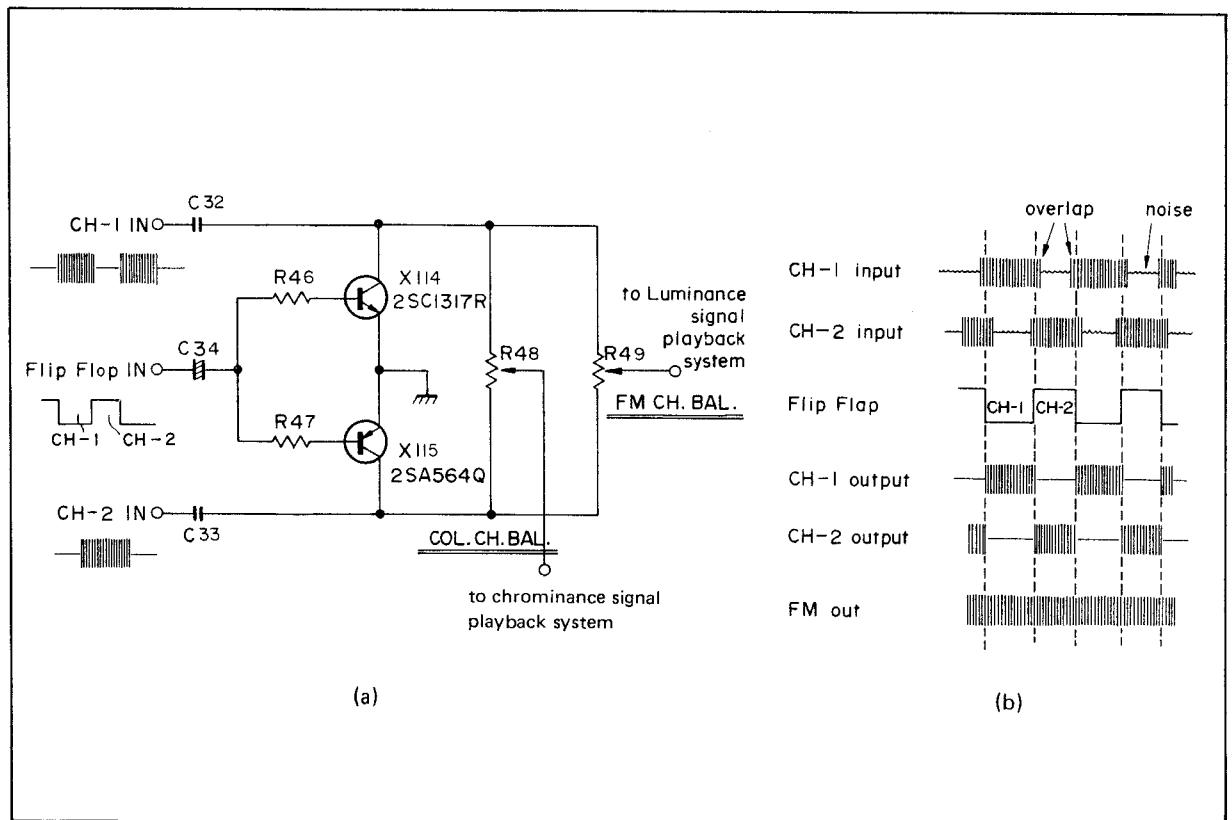 C32
CH-1 IN
R46
X114
2SC1317R
C34
Flip Flop IN
CH-1
CH-2
R47
X115
2SA564Q
CH-2 IN
C33
R48
R49
to Luminance
signal
playback
system
FM CH. BAL.
COL. CH. BAL.
to chrominance signal
playback system
(a)
overlap
noise
CH-1 input
CH-2 input
Flip Flap
CH-1
CH-2
CH-1 output
CH-2 output
FM out
(b)